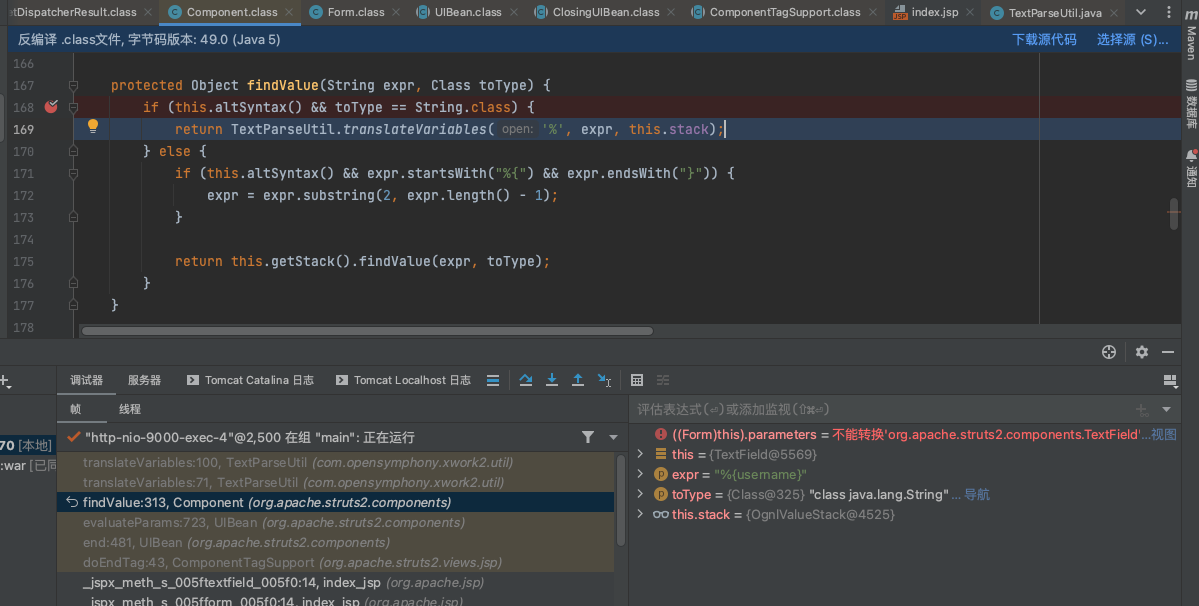 tDispatcherResult.class Component.class Form.class UIBean.class ClosingUIBean.class ComponentTagSupport.class index.jsp TextParseUtil.java
反编译 .class文件, 字节码版本: 49.0 (Java 5) 下载源代码 选择源 (S)...
m Maven
数据库
通知
166
167 protected Object findValue(String expr, Class toType) {
168 if (this.altSyntax() && toType == String.class) {
169 return TextParseUtil.translateVariables( open: '%', expr, this.stack);
170 } else {
171 if (this.altSyntax() && expr.startsWith("%{") && expr.endsWith("}")) {
172 expr = expr.substring(2, expr.length() - 1);
173 }
174
175 return this.getStack().findValue(expr, toType);
176 }
177 }
178
调试器 服务器 Tomcat Catalina 日志 Tomcat Localhost 日志
帧 线程
评估表达式(⏎)或添加监视(⇧⌘⏎)
70 [本地]
:war [已同
"http-nio-9000-exec-4"@2,500 在组 "main": 正在运行
translateVariables:100, TextParseUtil (com.opensymphony.xwork2.util)
translateVariables:71, TextParseUtil (com.opensymphony.xwork2.util)
findValue:313, Component (org.apache.struts2.components)
evaluateParams:723, UIBean (org.apache.struts2.components)
end:481, UIBean (org.apache.struts2.components)
doEndTag:43, ComponentTagSupport (org.apache.struts2.views.jsp)
_jspx_meth_s_005ftextfield_005f0:14, index_jsp (org.apache.jsp)
_jspx_meth_s_005fform_005f0:14, index_jsp (org.apache.jsp)
((Form)this).parameters = 不能转换'org.apache.struts2.components.TextField'...视图
this = {TextField@5569}
expr = "%{username}"
toType = {Class@325} "class java.lang.String" ... 导航
this.stack = {OgnlValueStack@4525}